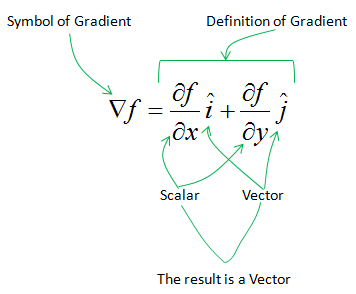 Symbol of Gradient
Definition of Gradient
∇f = ∂f/∂x î + ∂f/∂y ĵ
Scalar
Vector
The result is a Vector